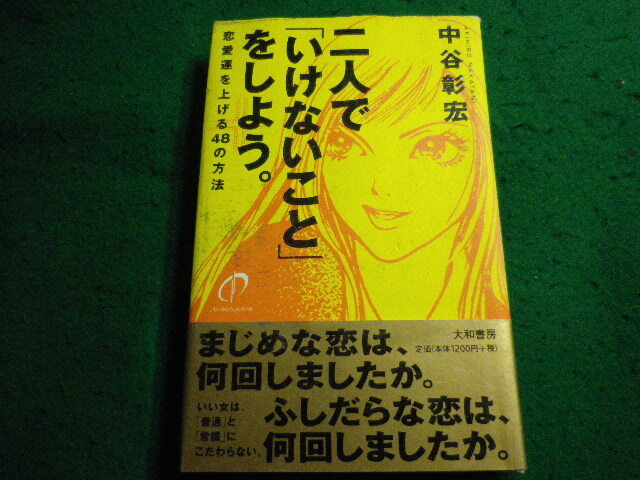 中谷彰宏
二人で
「いけないこと」
をしよう。
恋愛運を上げる48の方法
大和書房
定価(本体1200円+税)
まじめな恋は、
何回しましたか。
ふしだらな恋は、
何回しましたか。
いい女は、
「普通」と
「常識」に
こだわらない。